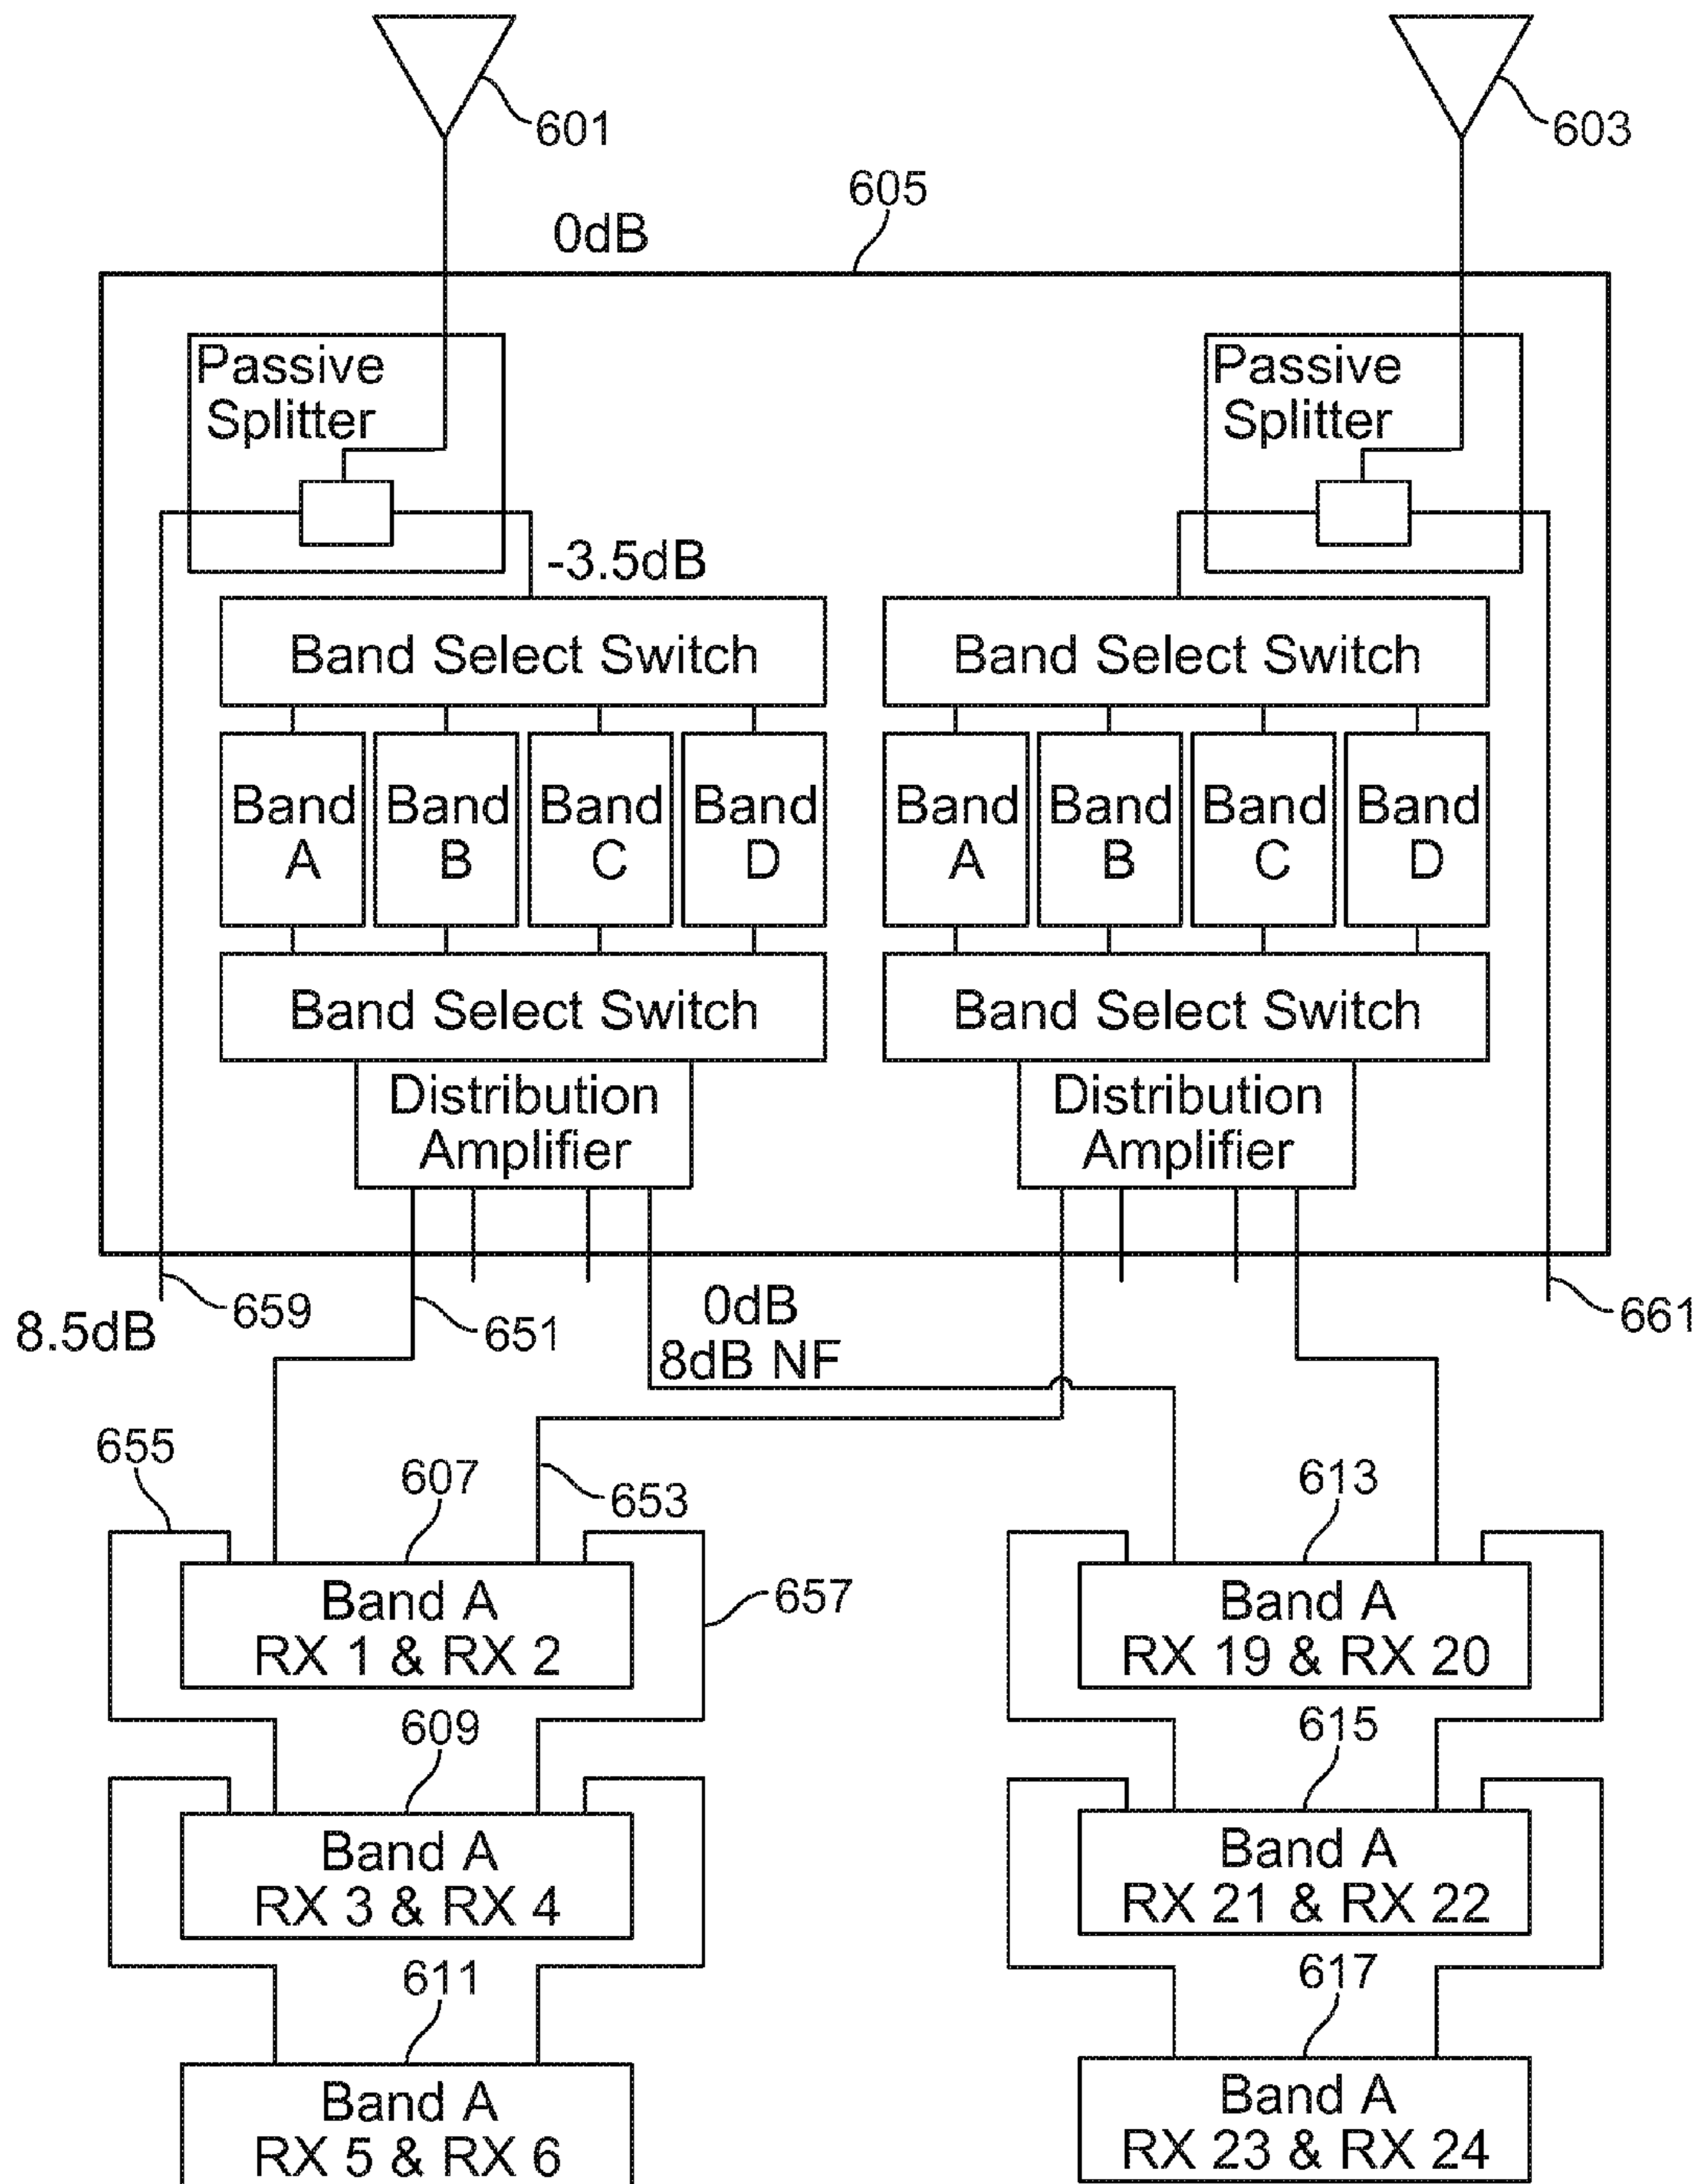 601
603
605
0dB
Passive
Splitter
Passive
Splitter
-3.5dB
Band Select Switch
Band Select Switch
Band
A
Band
B
Band
C
Band
D
Band
A
Band
B
Band
C
Band
D
Band Select Switch
Band Select Switch
Distribution
Amplifier
Distribution
Amplifier
659
8.5dB
651
0dB
8dB NF
661
655
607
653
613
Band A
RX 1 & RX 2
657
Band A
RX 19 & RX 20
609
615
Band A
RX 3 & RX 4
Band A
RX 21 & RX 22
611
617
Band A
RX 5 & RX 6
Band A
RX 23 & RX 24